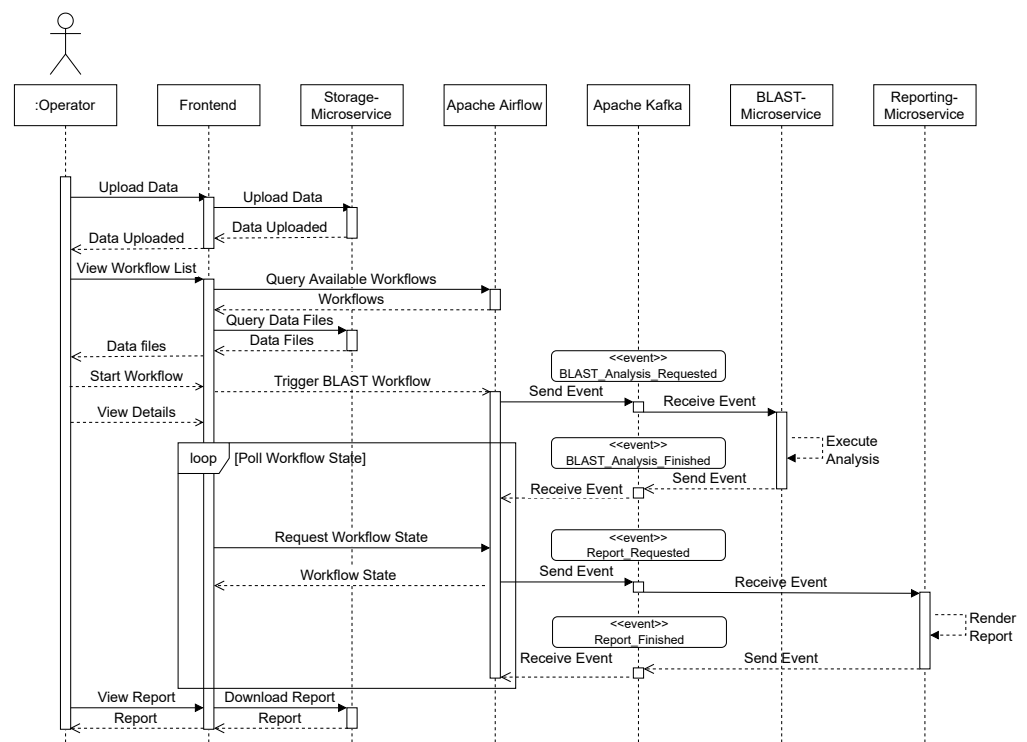 :Operator
Frontend
Storage-
Microservice
Apache Airflow
Apache Kafka
BLAST-
Microservice
Reporting-
Microservice
Upload Data
Upload Data
Data Uploaded
Data Uploaded
View Workflow List
Query Available Workflows
Workflows
Query Data Files
Data Files
Data files
<<event>>
BLAST_Analysis_Requested
Start Workflow
Trigger BLAST Workflow
Send Event
Receive Event
View Details
Execute
Analysis
<<event>>
BLAST_Analysis_Finished
loop
[Poll Workflow State]
Send Event
Receive Event
<<event>>
Report_Requested
Request Workflow State
Workflow State
Send Event
Receive Event
Render
Report
<<event>>
Report_Finished
Receive Event
Send Event
View Report
Download Report
Report
Report